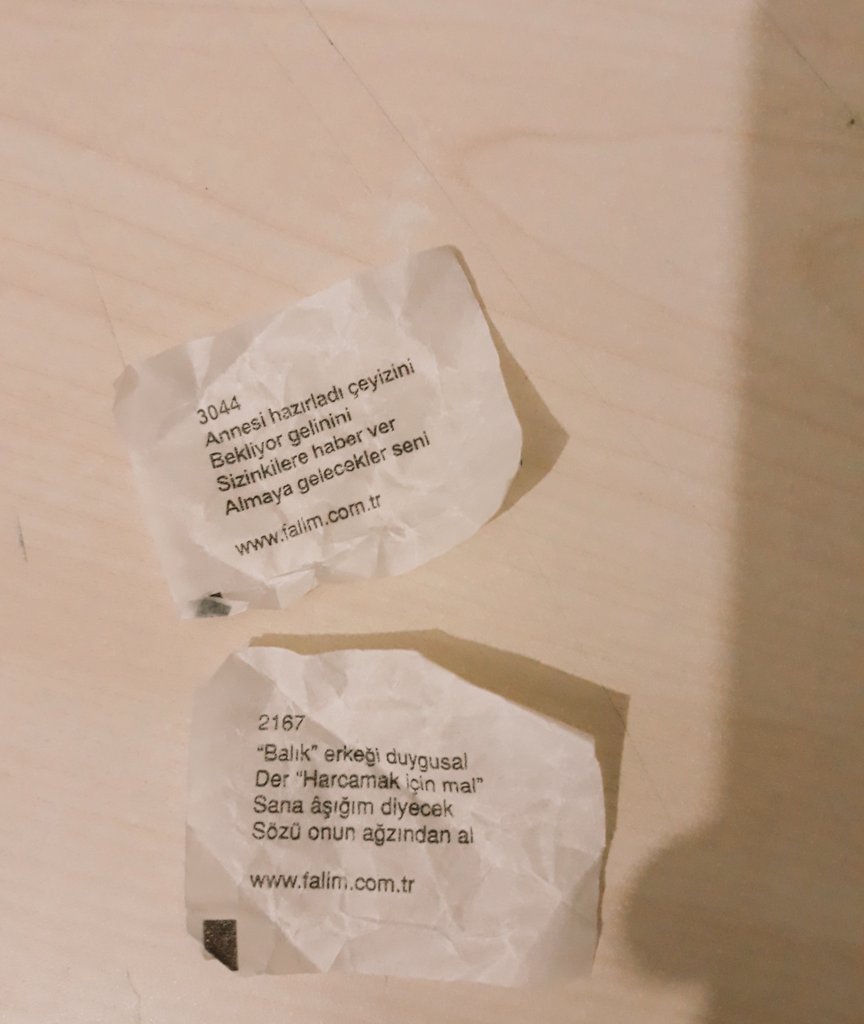 3044
Annesi hazırladı çeyizini
Bekliyor gelinini
Sizinkilere haber ver
Almaya gelecekler seni
www.falim.com.tr
2167
“Balık” erkeği duygusal
Der “Harcamak için mal”
Sana âşığım diyecek
Sözü onun ağzından al
www.falim.com.tr